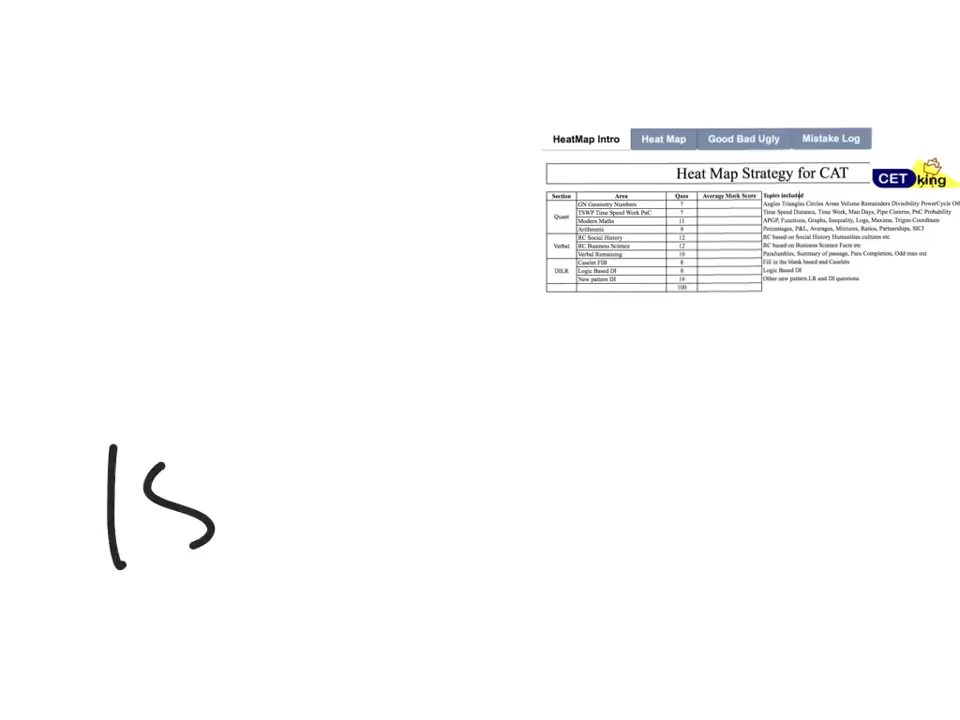 HeatMap Intro Heat Map Good Bad Ugly Mistake Log
Heat Map Strategy for CAT
CET king
Section Area Ques Average Mock Score Topics included
Quant GN Geometry Numbers 7 Angles Triangles Circles Areas Volume Remainders Divisibility PowerCycle
TSWP Time Speed Work PnC 7 Time Speed Distance, Time Work, Man Days, Pipe Cisterns, PnC Probability
Modern Maths 11 APGP, Functions, Graphs, Inequality, Logs, Maxima, Trigno Coordinate
Arithmetic 9 Percentages, P&L, Averages, Mixtures, Ratios, Partnerships, SICI
Verbal RC Social History 12 RC based on Social History Humanities cultures etc
RC Business Science 12 RC based on Business Science Facts etc
Verbal Remaining 10 ParaJumbles, Summary of passage, Para Completion, Odd man out
DILR Caselet FIB 8 Fill in the blank based and Caselets
Logic Based DI 8 Logic Based DI
New pattern DI 16 Other new pattern LR and DI questions
100
IS